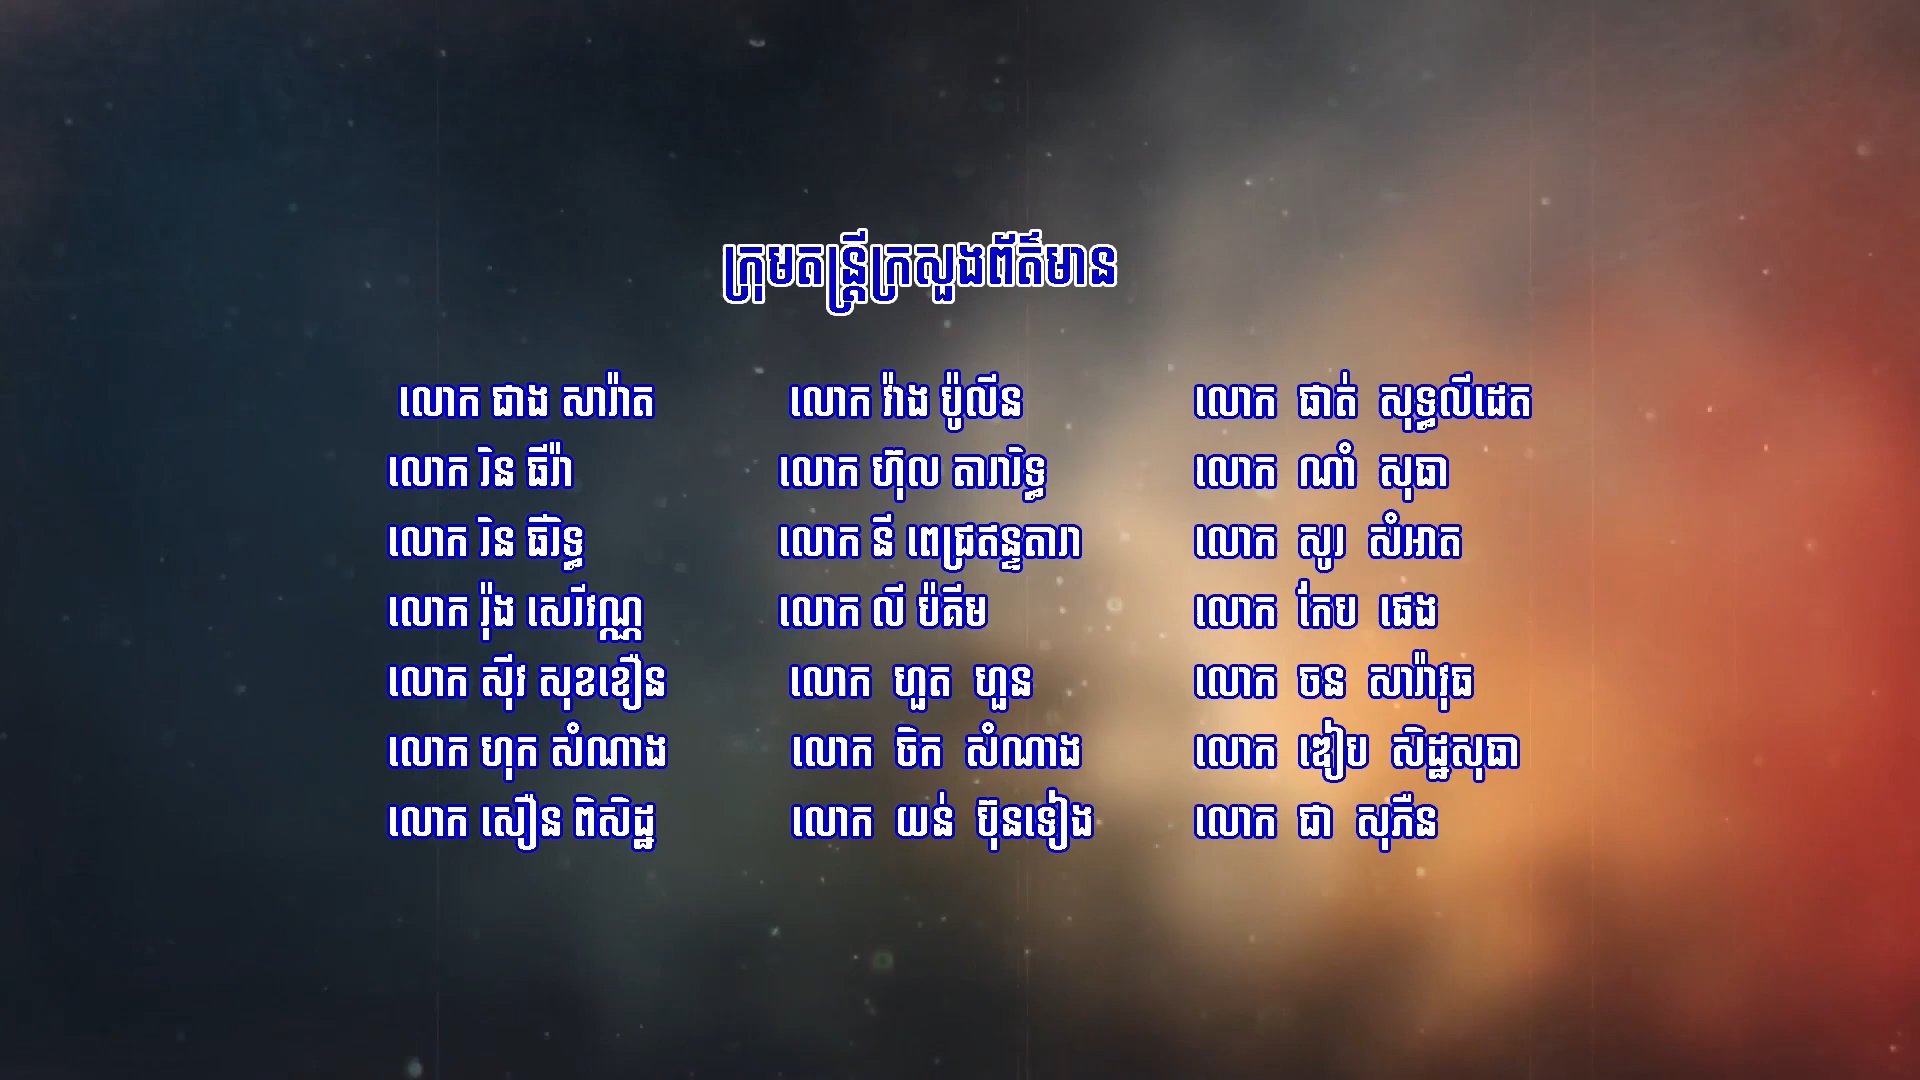 ក្រុមតន្ត្រីក្រសួងព័ត៌មាន
លោក ជាង សារ៉ាត
លោក រិន ធីរ៉ា
លោក រិន ធីរិទ្ធ
លោក រ៉ុង សេរីវណ្ណ
លោក ស៊ីវ សុខខឿន
លោក ហុក សំណាង
លោក សឿន ពិសិដ្ឋ
លោក វ៉ាង ប៉ូលីន
លោក ហ៊ុល តារារិទ្ធ
លោក នី ពេជ្រឥន្ទតារា
លោក លី ប៉គីម
លោក ហួត ហួន
លោក ចិក សំណាង
លោក យន់ ប៊ុនទៀង
លោក ផាត់ សុទ្ធលីដេត
លោក ណាំ សុធា
លោក សូរ សំអាត
លោក កែប ផេង
លោក ចន សារ៉ាវុធ
លោក ឌៀប សិដ្ឋសុធា
លោក ជា សុភឺន